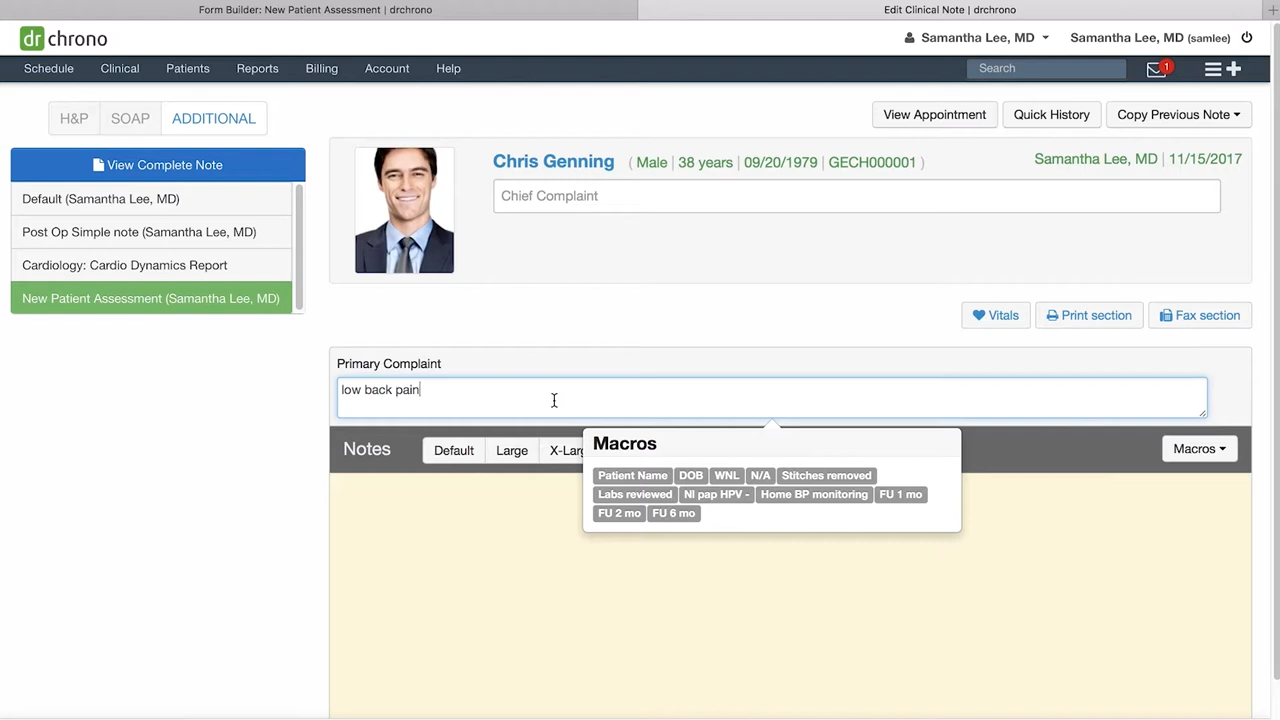 Form Builder: New Patient Assessment | drchrono
Edit Clinical Note | drchrono
dr chrono
Samantha Lee, MD
Samantha Lee, MD (samlee)
Schedule Clinical Patients Reports Billing Account Help
Search
1
H&P SOAP ADDITIONAL
View Appointment Quick History Copy Previous Note
View Complete Note
Default (Samantha Lee, MD)
Post Op Simple note (Samantha Lee, MD)
Cardiology: Cardio Dynamics Report
New Patient Assessment (Samantha Lee, MD)
Chris Genning ( Male | 38 years | 09/20/1979 | GECH000001 )
Samantha Lee, MD | 11/15/2017
Chief Complaint
Vitals Print section Fax section
Primary Complaint
low back pain
Notes Default Large X-Larg
Macros
Macros
Patient Name DOB WNL N/A Stitches removed
Labs reviewed Nl pap HPV - Home BP monitoring FU 1 mo
FU 2 mo FU 6 mo